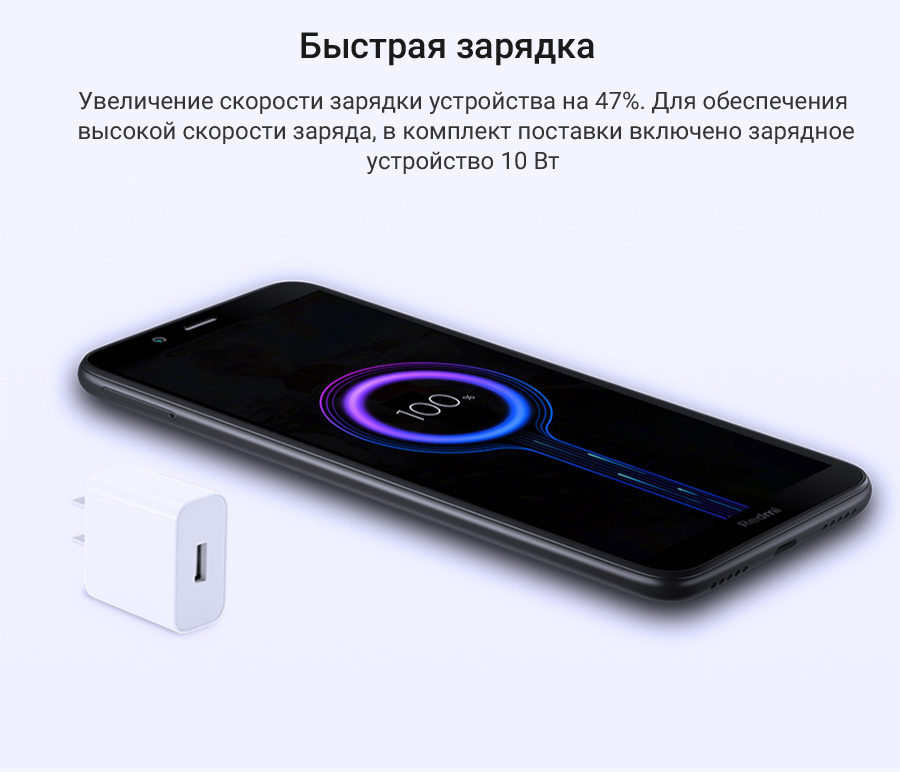 Быстрая зарядка
Увеличение скорости зарядки устройства на 47%. Для обеспечения
высокой скорости заряда, в комплект поставки включено зарядное
устройство 10 Вт
100 %
Redmi